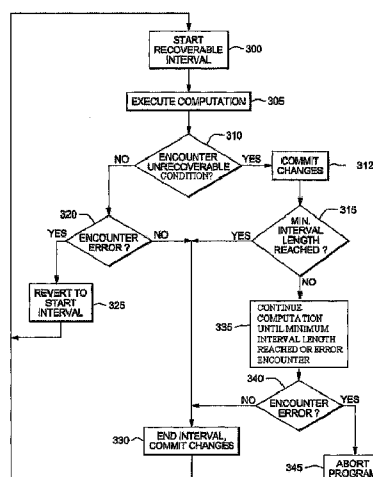 START
RECOVERABLE
INTERVAL
300
EXECUTE COMPUTATION
305
310
NO
ENCOUNTER
UNRECOVERABLE
CONDITION?
YES
COMMIT
CHANGES
312
320
YES
ENCOUNTER
ERROR ?
NO
315
YES
MIN.
INTERVAL
LENGTH
REACHED ?
NO
REVERT TO
START
INTERVAL
325
335
CONTINUE
COMPUTATION
UNTIL MINIMUM
INTERVAL LENGTH
REACHED OR ERROR
ENCOUNTER
340
NO
ENCOUNTER
ERROR ?
YES
330
END INTERVAL,
COMMIT CHANGES
345
ABORT
PROGRAM